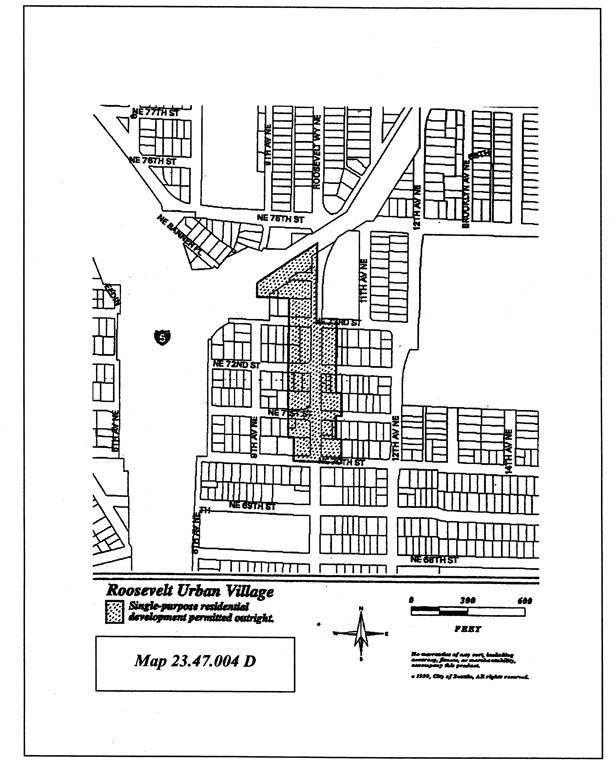 NE 77TH ST
NE 76TH ST
9TH AV NE
ROOSEVELT WY NE
12TH AV NE
BROOKLYN AV NE
NE 75TH ST
NE BANNER PL
11TH AV NE
5
NE 73RD ST
NE 72ND ST
NE 71ST ST
6TH AV NE
9TH AV NE
12TH AV NE
14TH AV NE
NE 70TH ST
NE 69TH ST
8TH AV NE
NE 68TH ST
Roosevelt Urban Village
Single-purpose residential
development permitted outright.
Map 23.47.004 D
N
W
E
S
0 300 600
FEET
No warranties of any sort, including
accuracy, fitness, or merchantability,
accompany this product.
c 1999, City of Seattle, All rights reserved.